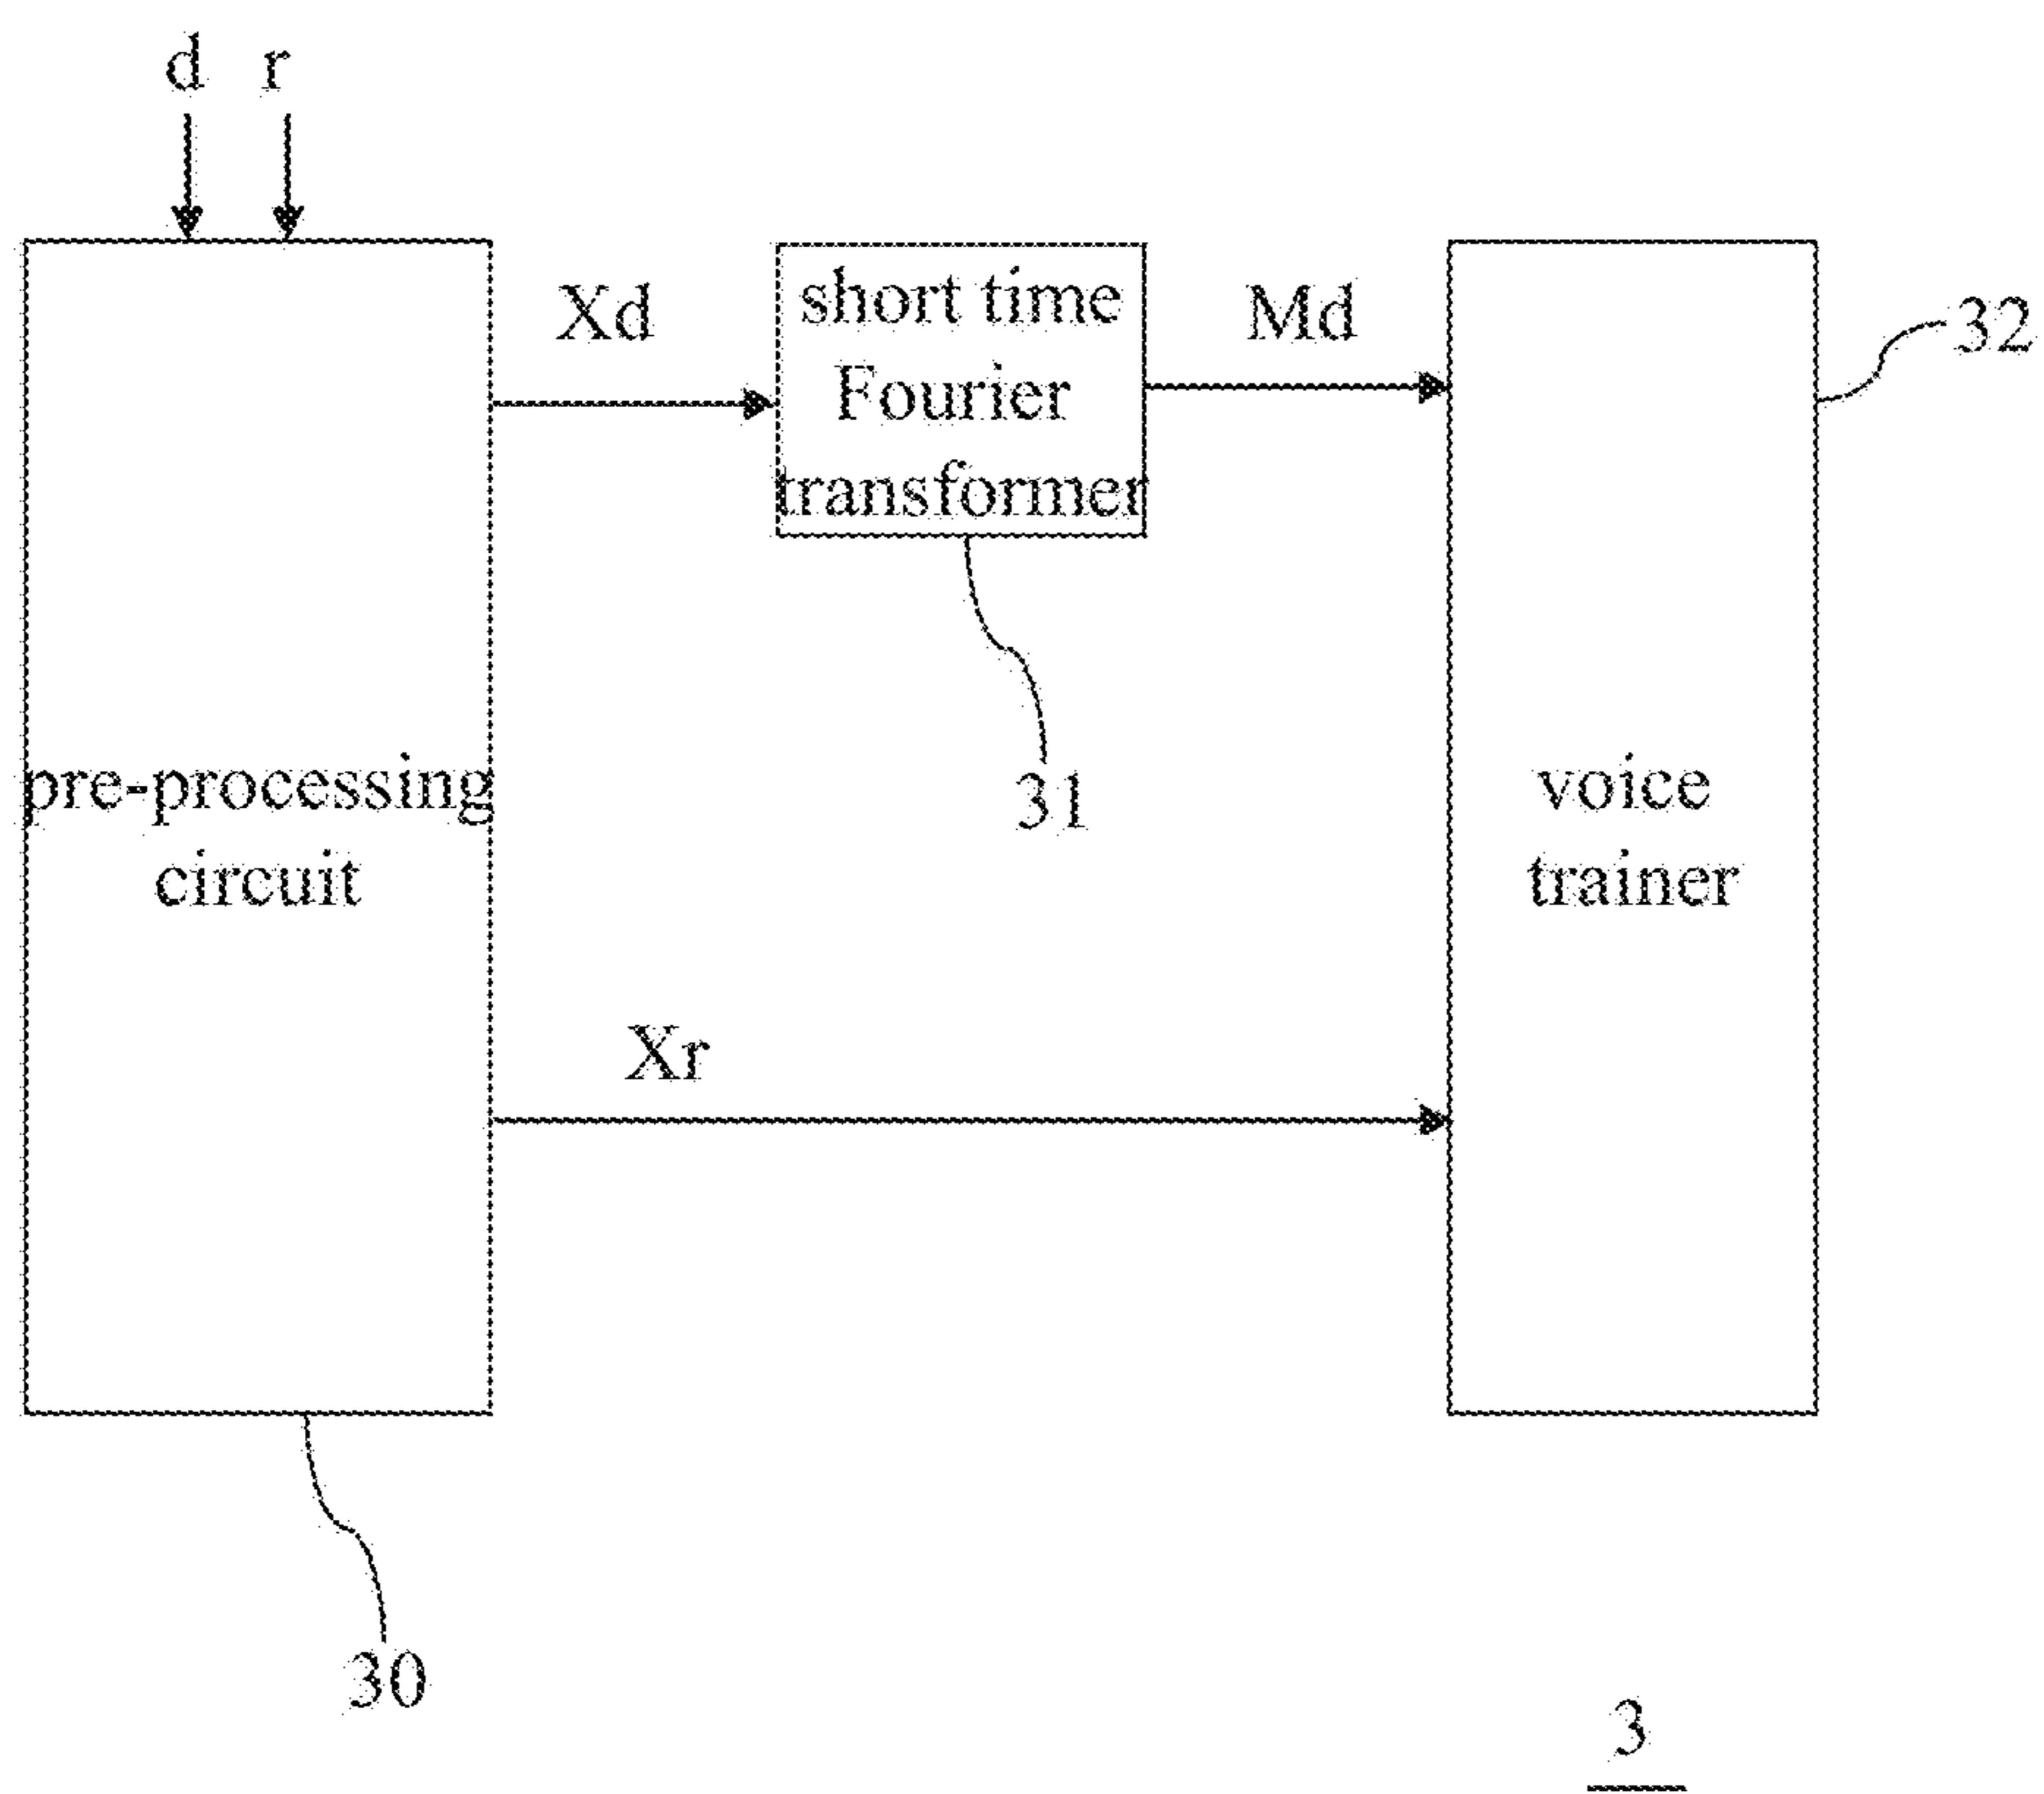 d r
Xd
short time
Fourier
transformer
Md
32
31
pre-processing
circuit
voice
trainer
Xr
30
3